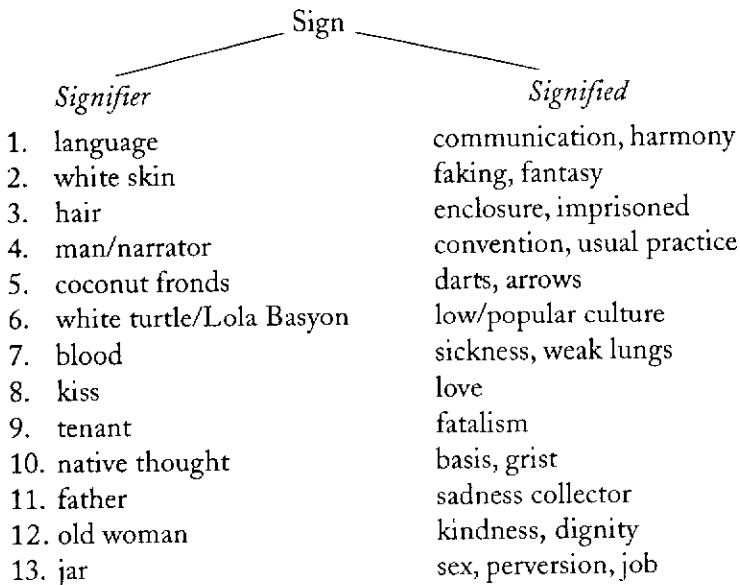 Sign
Signifier Signified
1. language communication, harmony
2. white skin faking, fantasy
3. hair enclosure, imprisoned
4. man/narrator convention, usual practice
5. coconut fronds darts, arrows
6. white turtle/Lola Basyon low/popular culture
7. blood sickness, weak lungs
8. kiss love
9. tenant fatalism
10. native thought basis, grist
11. father sadness collector
12. old woman kindness, dignity
13. jar sex, perversion, job